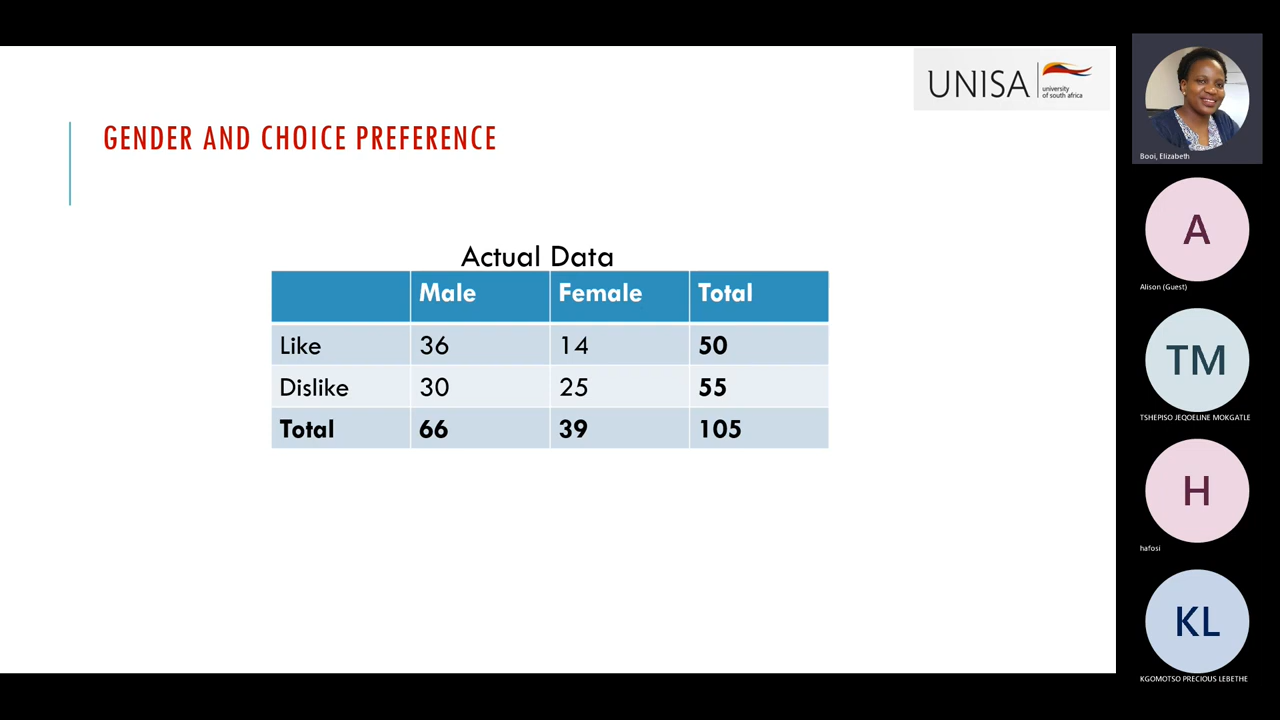 UNISA
university
of south africa
GENDER AND CHOICE PREFERENCE
Actual Data
Male Female Total
Like 36 14 50
Dislike 30 25 55
Total 66 39 105
Booi, Elizabeth
A
Alison (Guest)
TM
TSHEPISO JEQOELINE MOKGATLE
H
hafosi
KL
KGOMOTSO PRECIOUS LEBETHE